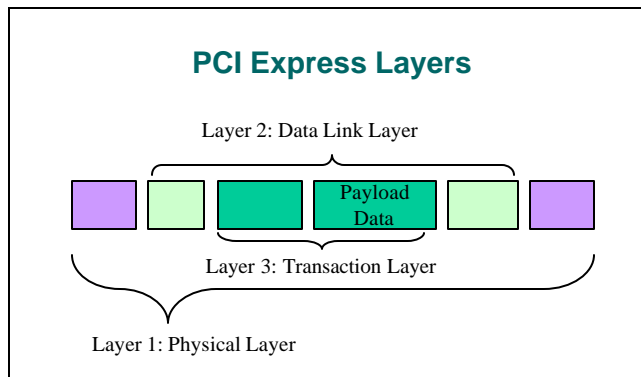 PCI Express Layers
Layer 2: Data Link Layer
Payload
Data
Layer 3: Transaction Layer
Layer 1: Physical Layer